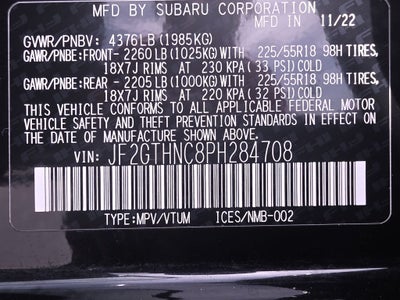 MFD BY SUBARU CORPORATION
MFD IN 11/22
GVWR/PNBV: 4376LB (1985KG)
GAWR/PNBE:FRONT-2260 LB (1025KG)WITH 225/55R18 98H TIRES,
18X7J RIMS AT 230 KPA (33 PSI)COLD
GAWR/PNBE:REAR -2205 LB (1000KG)WITH 225/55R18 98H TIRES,
18X7J RIMS AT 220 KPA (32 PSI)COLD
THIS VEHICLE CONFORMS TO ALL APPLICABLE FEDERAL MOTOR
VEHICLE SAFETY AND THEFT PREVENTION STANDARDS IN EFFECT ON
THE DATE OF MANUFACTURE SHOWN ABOVE.
VIN: JF2GTHNC8PH284708
TYPE:MPV/VTUM ICES/NMB-002